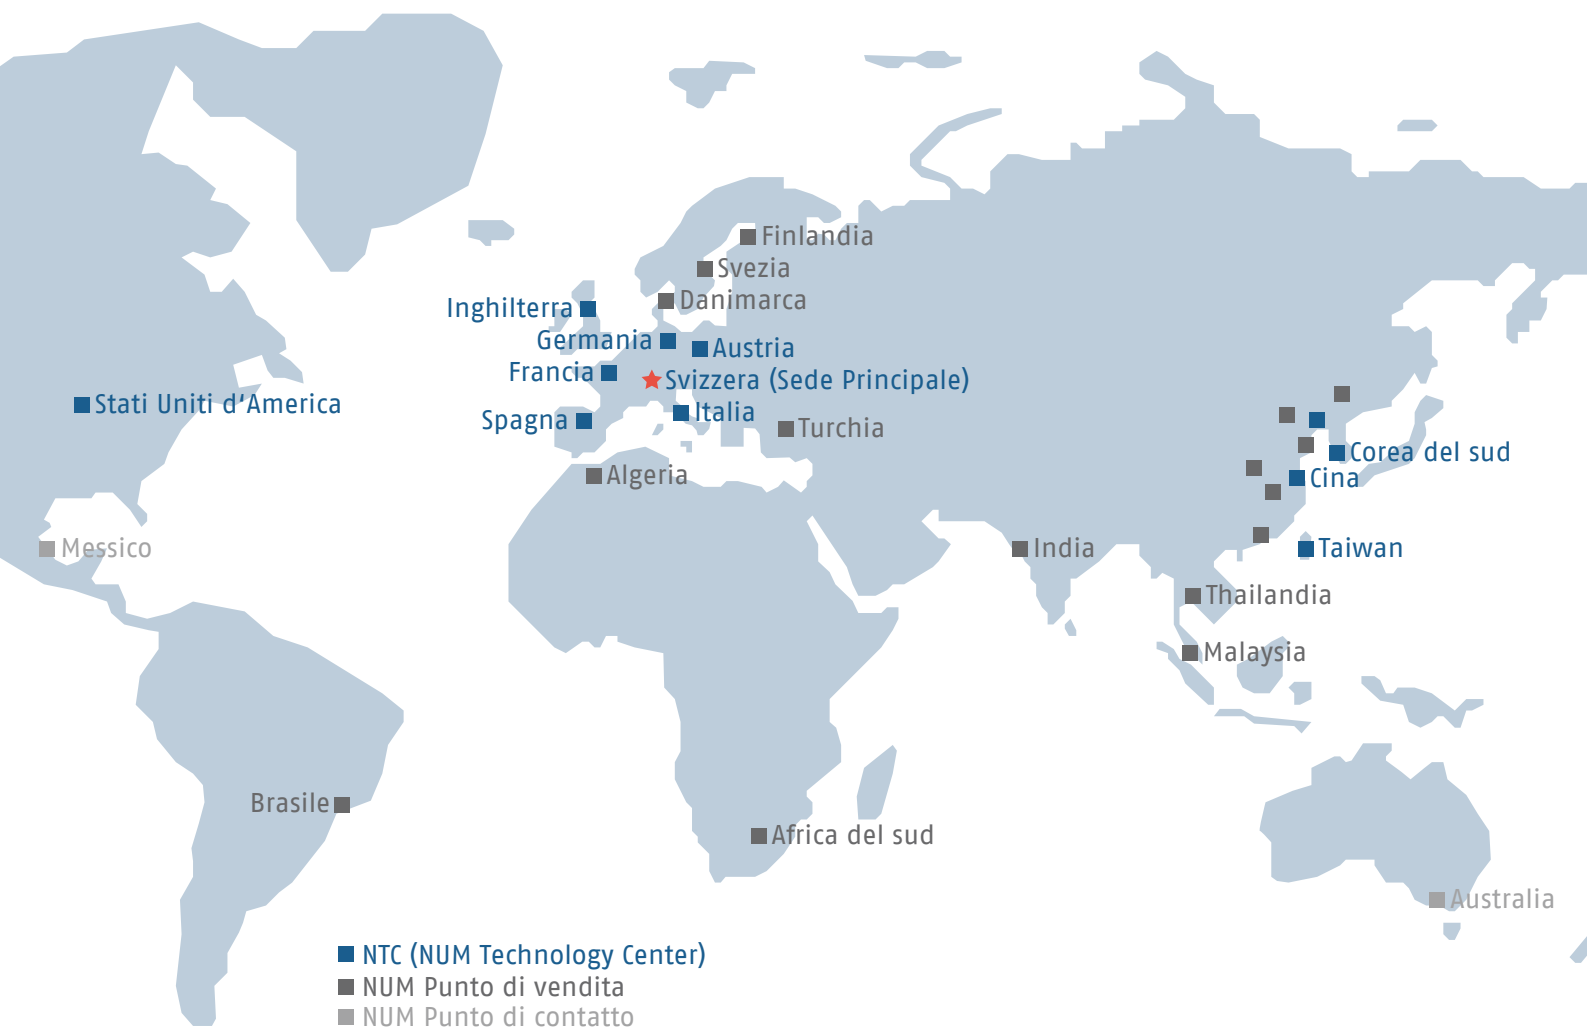 Finlandia
Svezia
Danimarca
Inghilterra
Germania
Austria
Francia
Svizzera (Sede Principale)
Stati Uniti d'America
Italia
Spagna
Turchia
Corea del sud
Algeria
Cina
Messico
India
Taiwan
Thailandia
Malaysia
Brasile
Africa del sud
Australia
NTC (NUM Technology Center)
NUM Punto di vendita
NUM Punto di contatto